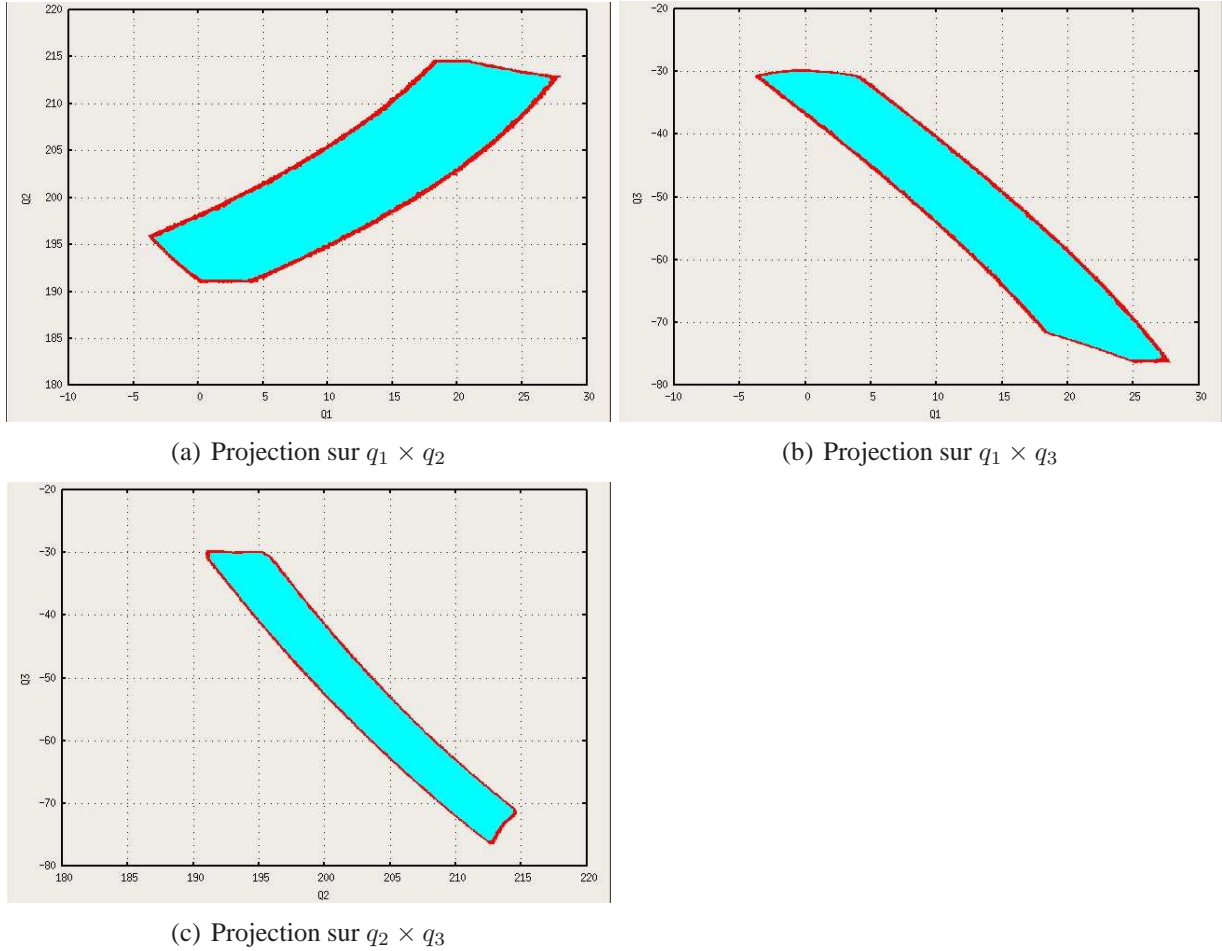 220
215
210
205
200
195
190
185
180
-10 -5 0 5 10 15 20 25 30
Q2
Q1
(a) Projection sur q₁ × q₂
-20
-30
-40
-50
-60
-70
-80
-10 -5 0 5 10 15 20 25 30
Q3
Q1
(b) Projection sur q₁ × q₃
-20
-30
-40
-50
-60
-70
-80
180 185 190 195 200 205 210 215 220
Q3
Q2
(c) Projection sur q₂ × q₃